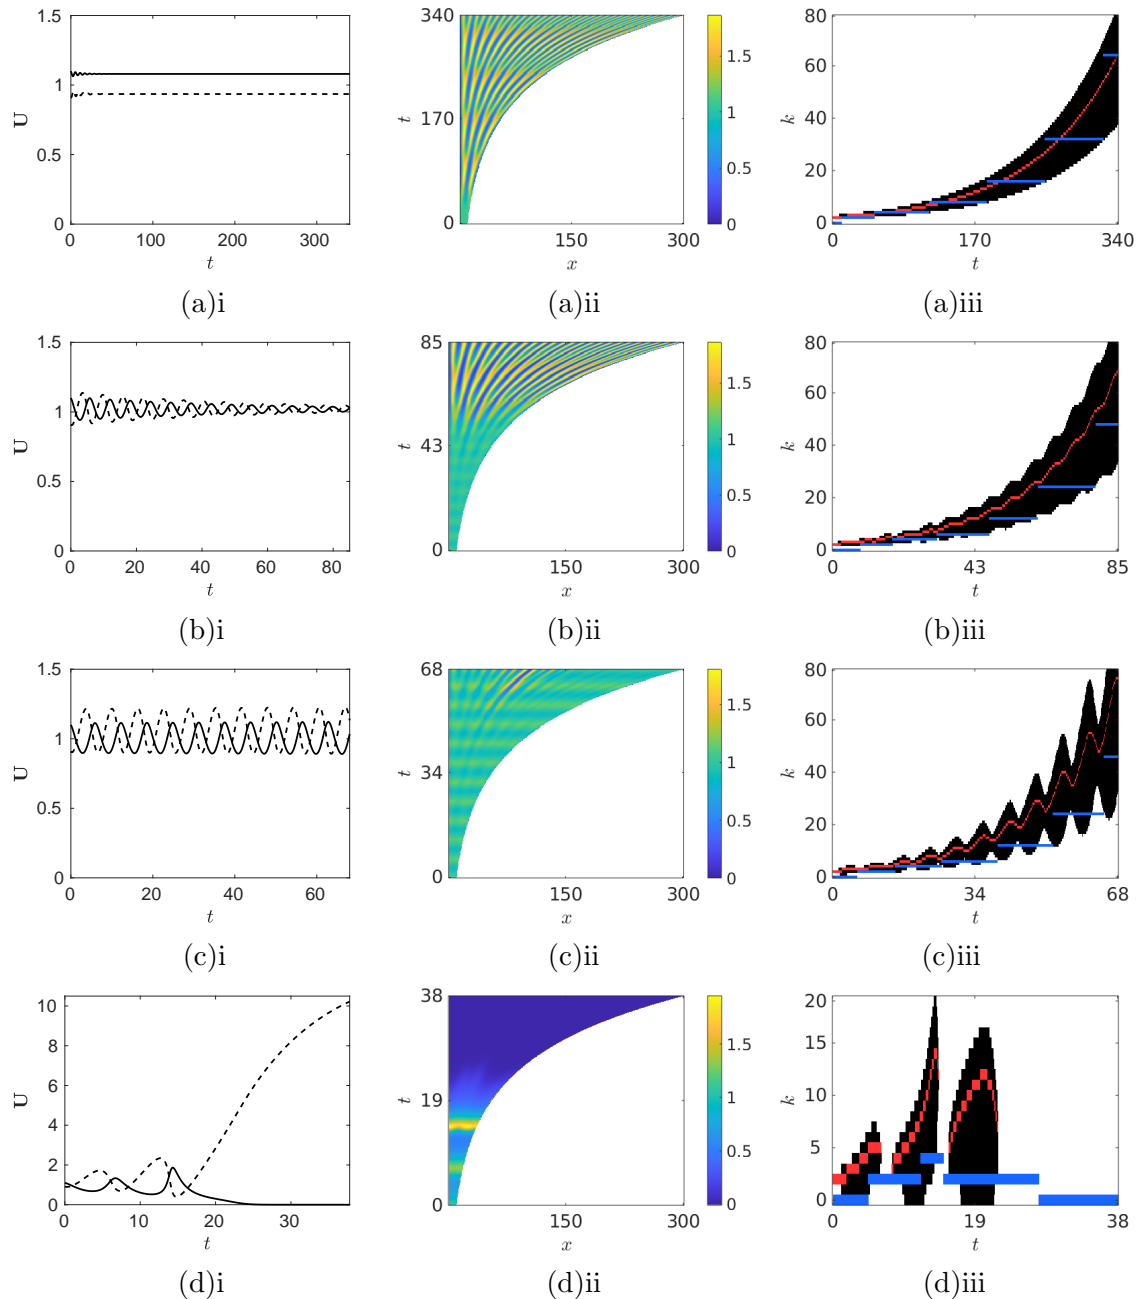 1.5
1
0.5
0
U
0 100 200 300
t
340
170
0
t
150 300
x
1.5
1
0.5
0
80
60
40
20
0
k
0 170 340
t
(a)i (a)ii (a)iii
1.5
1
0.5
0
U
0 20 40 60 80
t
85
43
0
t
150 300
x
1.5
1
0.5
0
80
60
40
20
0
k
0 43 85
t
(b)i (b)ii (b)iii
1.5
1
0.5
0
U
0 20 40 60
t
68
34
0
t
150 300
x
1.5
1
0.5
0
80
60
40
20
0
k
0 34 68
t
(c)i (c)ii (c)iii
10
8
6
4
2
0
U
0 10 20 30
t
38
19
0
t
150 300
x
1.5
1
0.5
0
20
15
10
5
0
k
0 19 38
t
(d)i (d)ii (d)iii